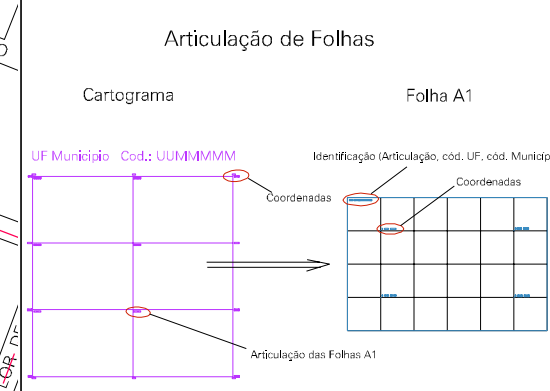 Articulação de Folhas
Cartograma
Folha A1
UF Municipio Cod.: UUMMMMM
Identificação (Articulação, cód. UF, cód. Municíp
Coordenadas
Coordenadas
Articulação das Folhas A1